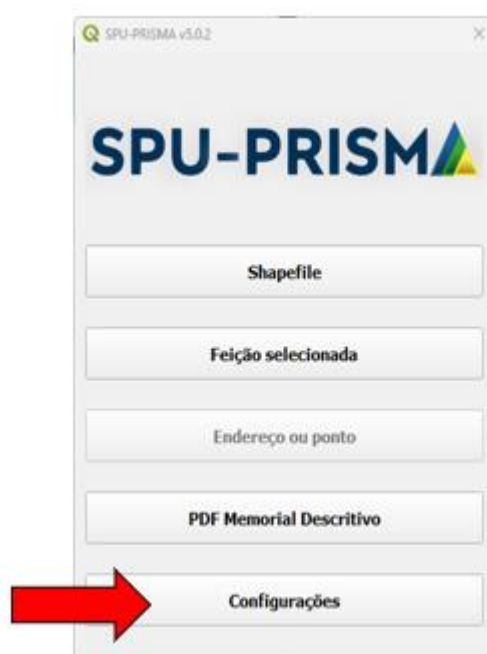 SPU-PRISMA v5.0.2
SPU-PRISMA
Shapefile
Feição selecionada
Endereço ou ponto
PDF Memorial Descritivo
Configurações